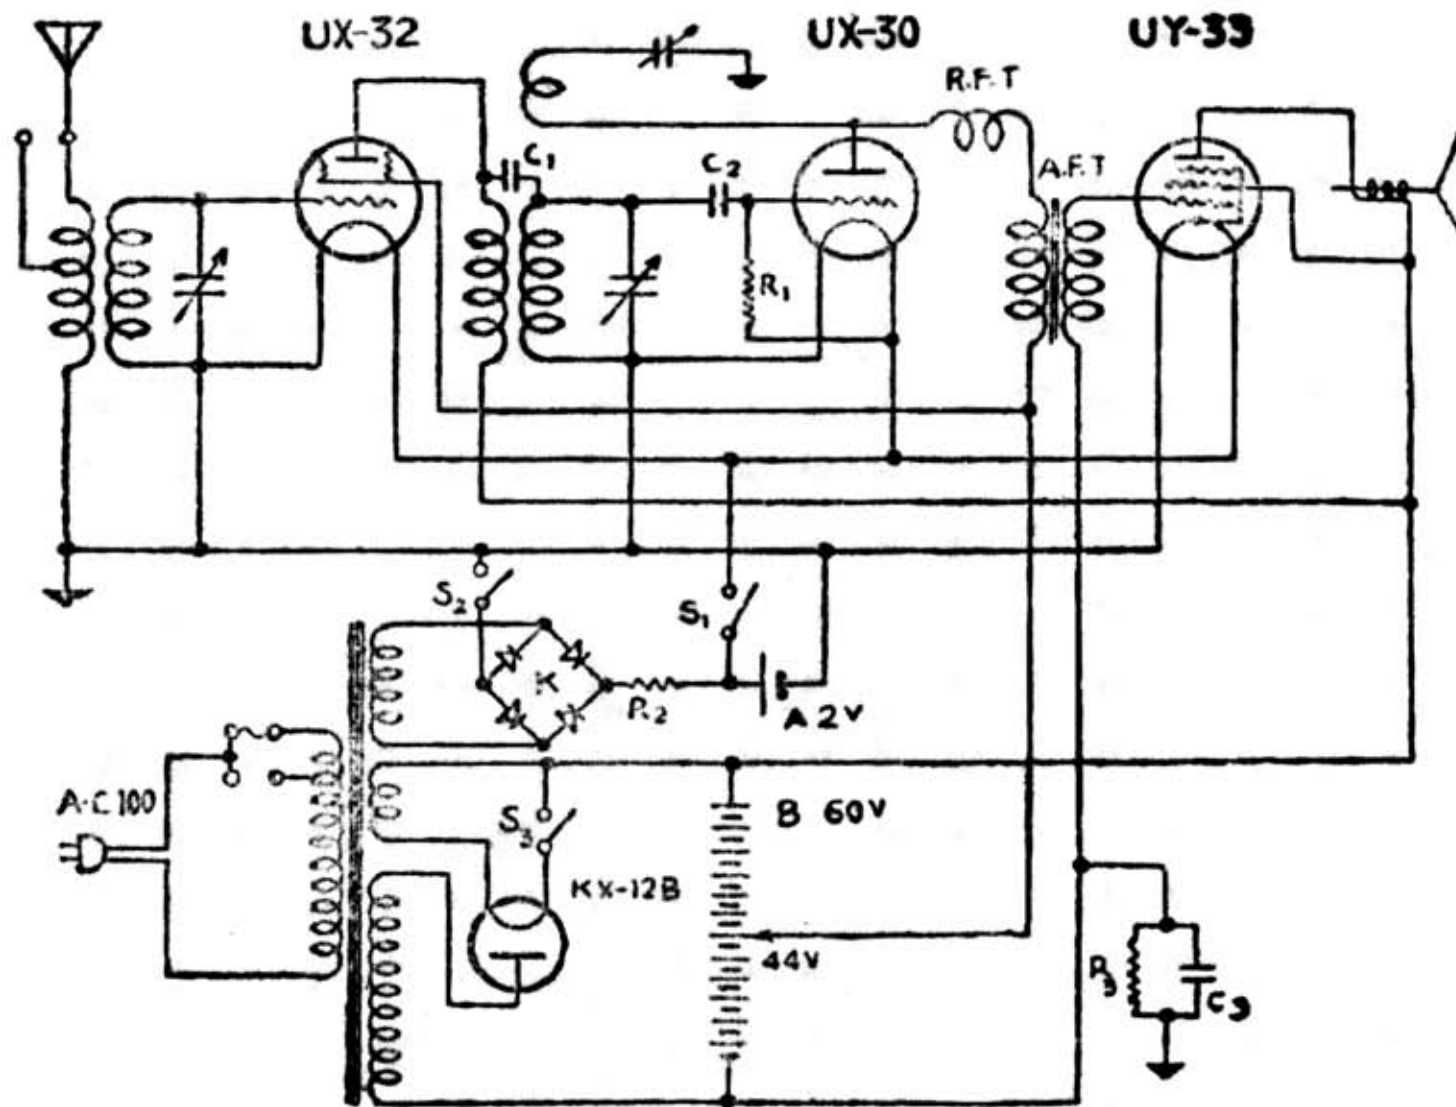 UX-32
UX-30
UY-33
R.F.T
A.F.T
C1
C2
R1
S2
S1
K
R2
A 2V
A-C 100
B 60V
S3
KX-12B
44V
R3
C3